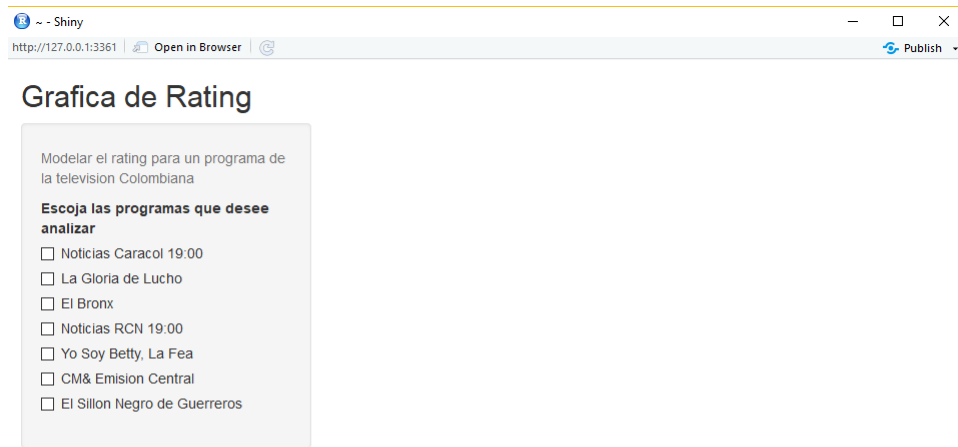 R ~ - Shiny
http://127.0.0.1:3361 Open in Browser Publish
Grafica de Rating
Modelar el rating para un programa de
la television Colombiana
Escoja las programas que desee
analizar
Noticias Caracol 19:00
La Gloria de Lucho
El Bronx
Noticias RCN 19:00
Yo Soy Betty, La Fea
CM& Emision Central
El Sillon Negro de Guerreros